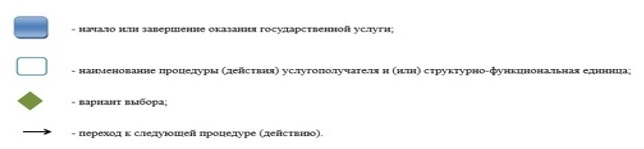 - начало или завершение оказания государственной услуги;
- наименование процедуры (действия) услугополучателя и (или) структурно-функциональная единица;
- вариант выбора;
- переход к следующей процедуре (действию).